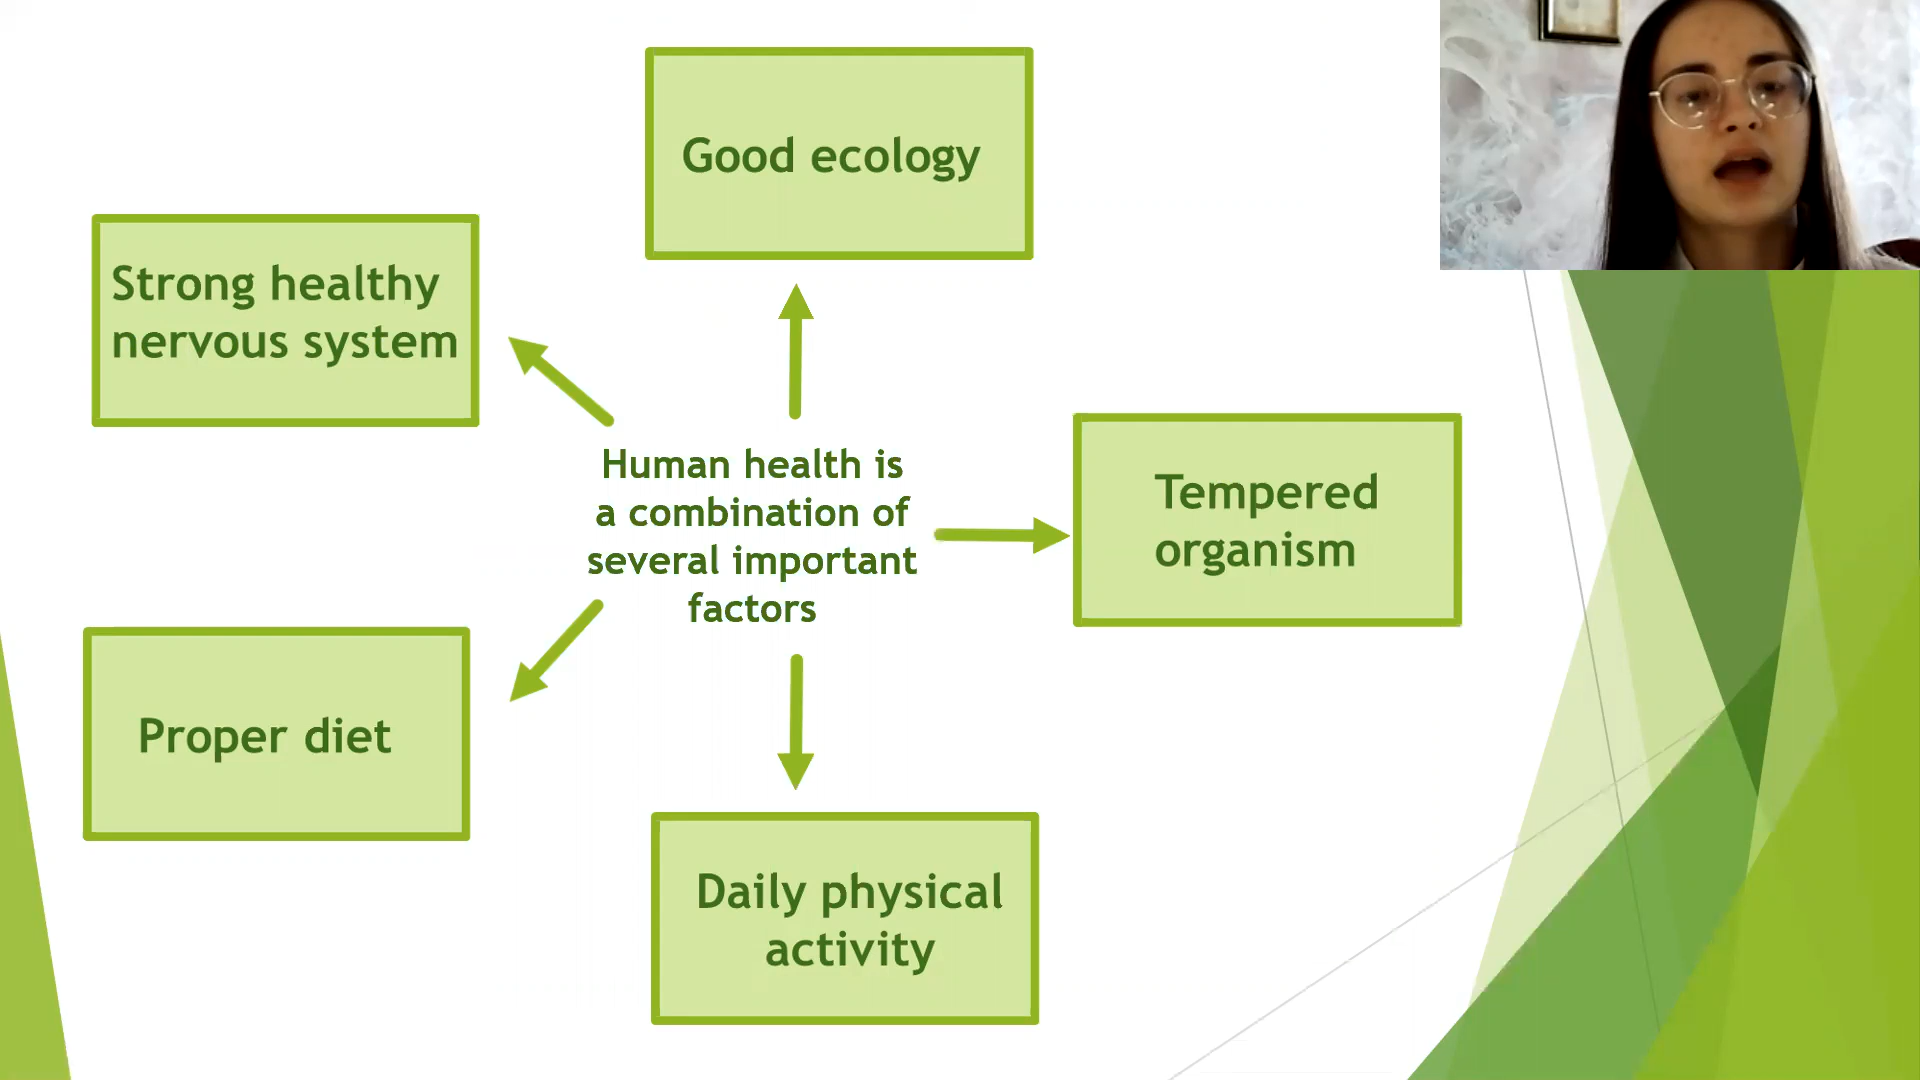 Good ecology
Strong healthy
nervous system
Human health is
a combination of
several important
factors
Tempered
organism
Proper diet
Daily physical
activity